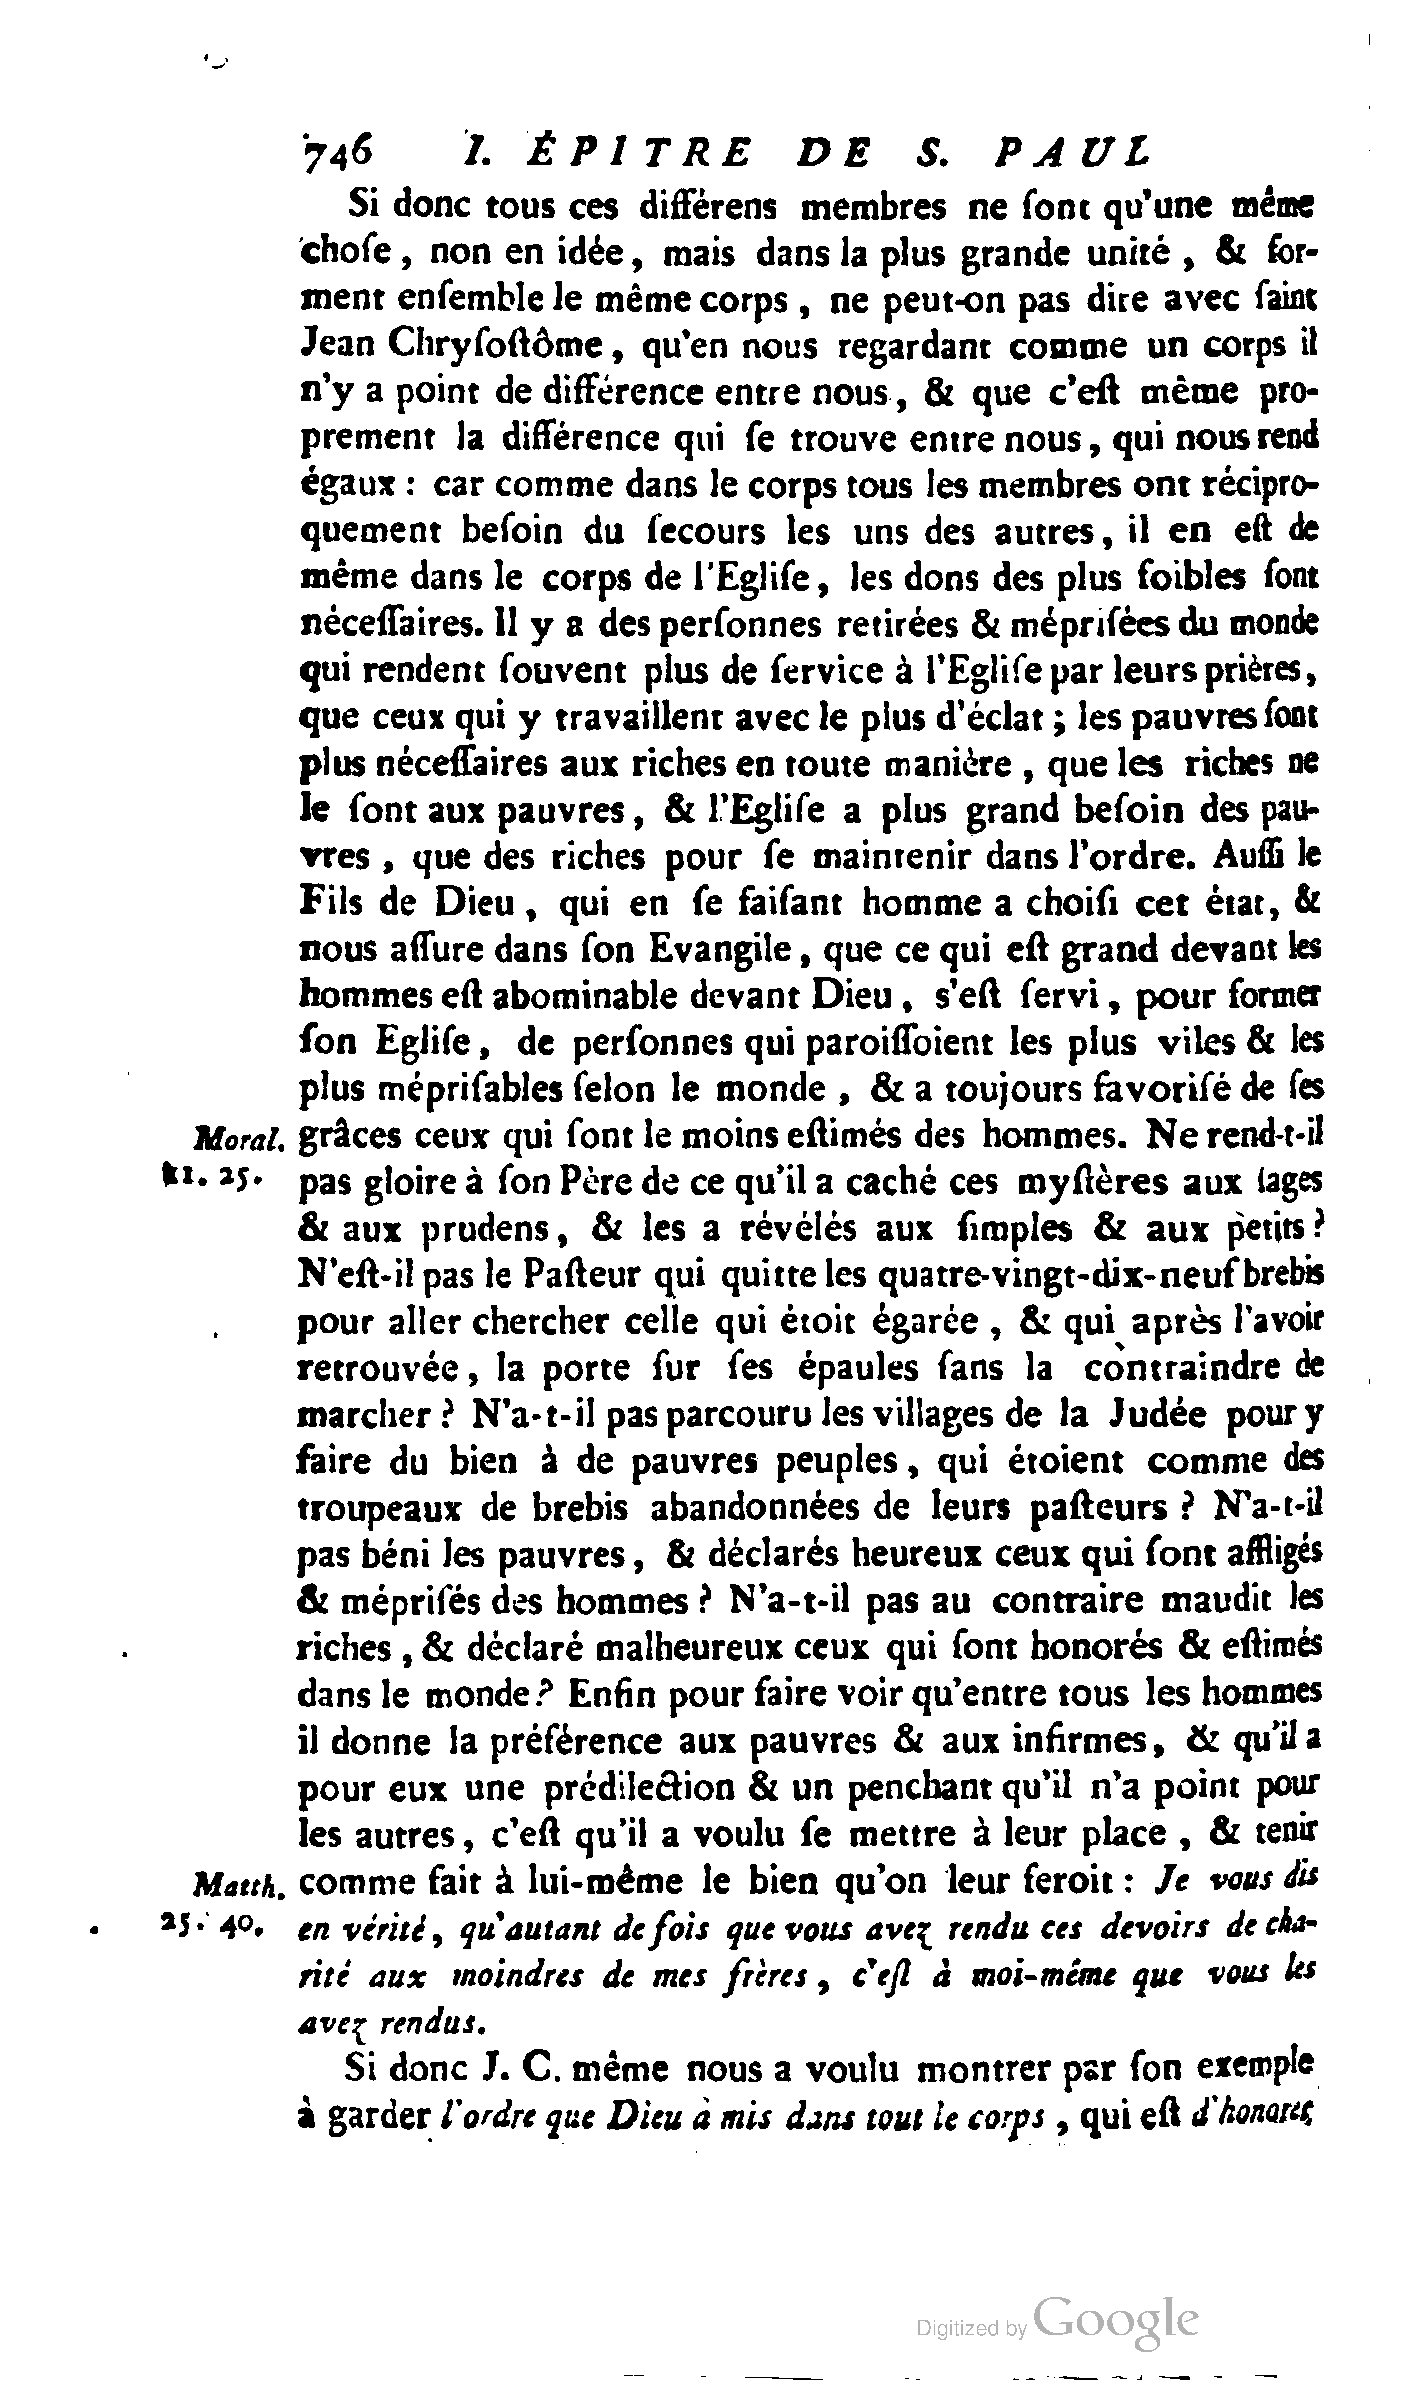 746 I. ÉPITRE DE S. PAUL
Si donc tous ces différens membres ne ſont qu'une même
choſe, non en idée, mais dans la plus grande unité, & for-
ment enſemble le même corps, ne peut-on pas dire avec ſaint
Jean Chryſoſtôme, qu'en nous regardant comme un corps il
n'y a point de différence entre nous, & que c'eſt même pro-
prement la différence qui ſe trouve entre nous, qui nous rend
égaux : car comme dans le corps tous les membres ont récipro-
quement beſoin du ſecours les uns des autres, il en eſt de
même dans le corps de l'Egliſe, les dons des plus foibles ſont
néceſſaires. Il y a des perſonnes retirées & mépriſées du monde
qui rendent ſouvent plus de ſervice à l'Egliſe par leurs prières,
que ceux qui y travaillent avec le plus d'éclat ; les pauvres ſont
plus néceſſaires aux riches en toute manière, que les riches ne
le ſont aux pauvres, & l'Egliſe a plus grand beſoin des pau-
vres, que des riches pour ſe maintenir dans l'ordre. Auſſi le
Fils de Dieu, qui en ſe faiſant homme a choiſi cet état, &
nous aſſure dans ſon Evangile, que ce qui eſt grand devant les
hommes eſt abominable devant Dieu, s'eſt ſervi, pour former
ſon Egliſe, de perſonnes qui paroiſſoient les plus viles & les
plus mépriſables ſelon le monde, & a toujours favoriſé de ſes
Moral. grâces ceux qui ſont le moins eſtimés des hommes. Ne rend-t-il
11. 25. pas gloire à ſon Père de ce qu'il a caché ces myſtères aux ſages
& aux prudens, & les a révélés aux ſimples & aux petits ?
N'eſt-il pas le Paſteur qui quitte les quatre-vingt-dix-neuf brebis
pour aller chercher celle qui étoit égarée, & qui après l'avoir
retrouvée, la porte ſur ſes épaules ſans la contraindre de
marcher ? N'a-t-il pas parcouru les villages de la Judée pour y
faire du bien à de pauvres peuples, qui étoient comme des
troupeaux de brebis abandonnées de leurs paſteurs ? N'a-t-il
pas béni les pauvres, & déclarés heureux ceux qui ſont affligés
& mépriſés des hommes ? N'a-t-il pas au contraire maudit les
riches, & déclaré malheureux ceux qui ſont honorés & eſtimés
dans le monde ? Enfin pour faire voir qu'entre tous les hommes
il donne la préférence aux pauvres & aux infirmes, & qu'il a
pour eux une prédilection & un penchant qu'il n'a point pour
les autres, c'eſt qu'il a voulu ſe mettre à leur place, & tenir
Matth. comme fait à lui-même le bien qu'on leur feroit : Je vous dis
25. 40. en vérité, qu'autant de fois que vous avez rendu ces devoirs de cha-
rité aux moindres de mes frères, c'eſt à moi-même que vous les
avez rendus.
Si donc J. C. même nous a voulu montrer par ſon exemple
à garder l'ordre que Dieu à mis dans tout le corps, qui eſt d'honorer
Digitized by Google